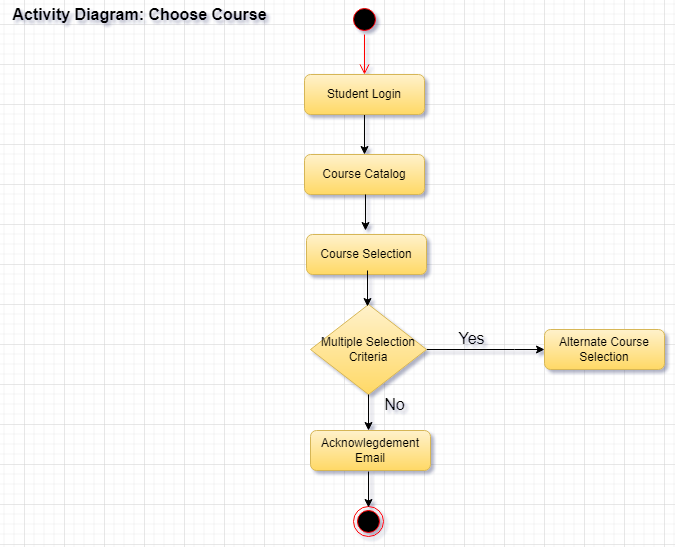 Activity Diagram: Choose Course
Student Login
Course Catalog
Course Selection
Multiple Selection
Criteria
Yes
Alternate Course
Selection
No
Acknowlegdement
Email